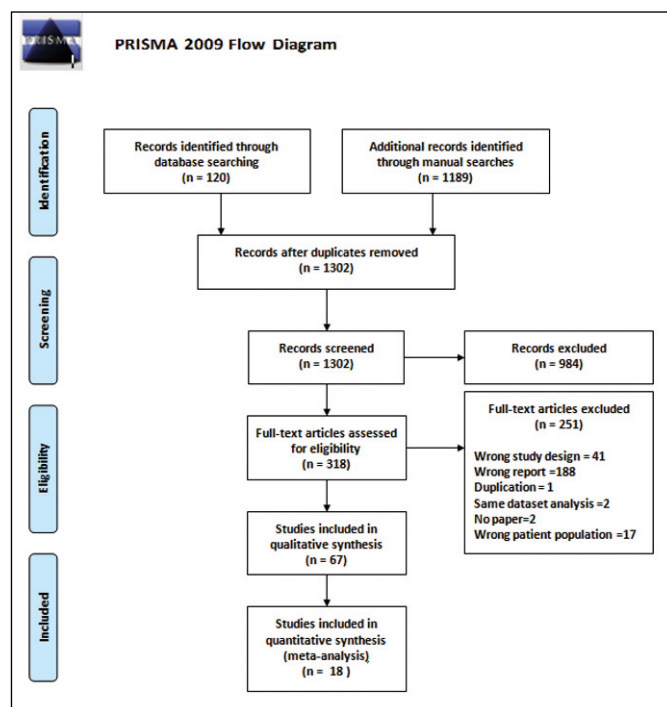 PRISMA
PRISMA 2009 Flow Diagram
Identification
Records identified through
database searching
(n = 120)
Additional records identified
through manual searches
(n = 1189)
Records after duplicates removed
(n = 1302)
Screening
Records screened
(n = 1302)
Records excluded
(n = 984)
Eligibility
Full-text articles assessed
for eligibility
(n = 318)
Full-text articles excluded
(n = 251)
Wrong study design = 41
Wrong report =188
Duplication = 1
Same dataset analysis =2
No paper=2
Wrong patient population =17
Studies included in
qualitative synthesis
(n = 67)
Included
Studies included in
quantitative synthesis
(meta-analysis)
(n = 18 )